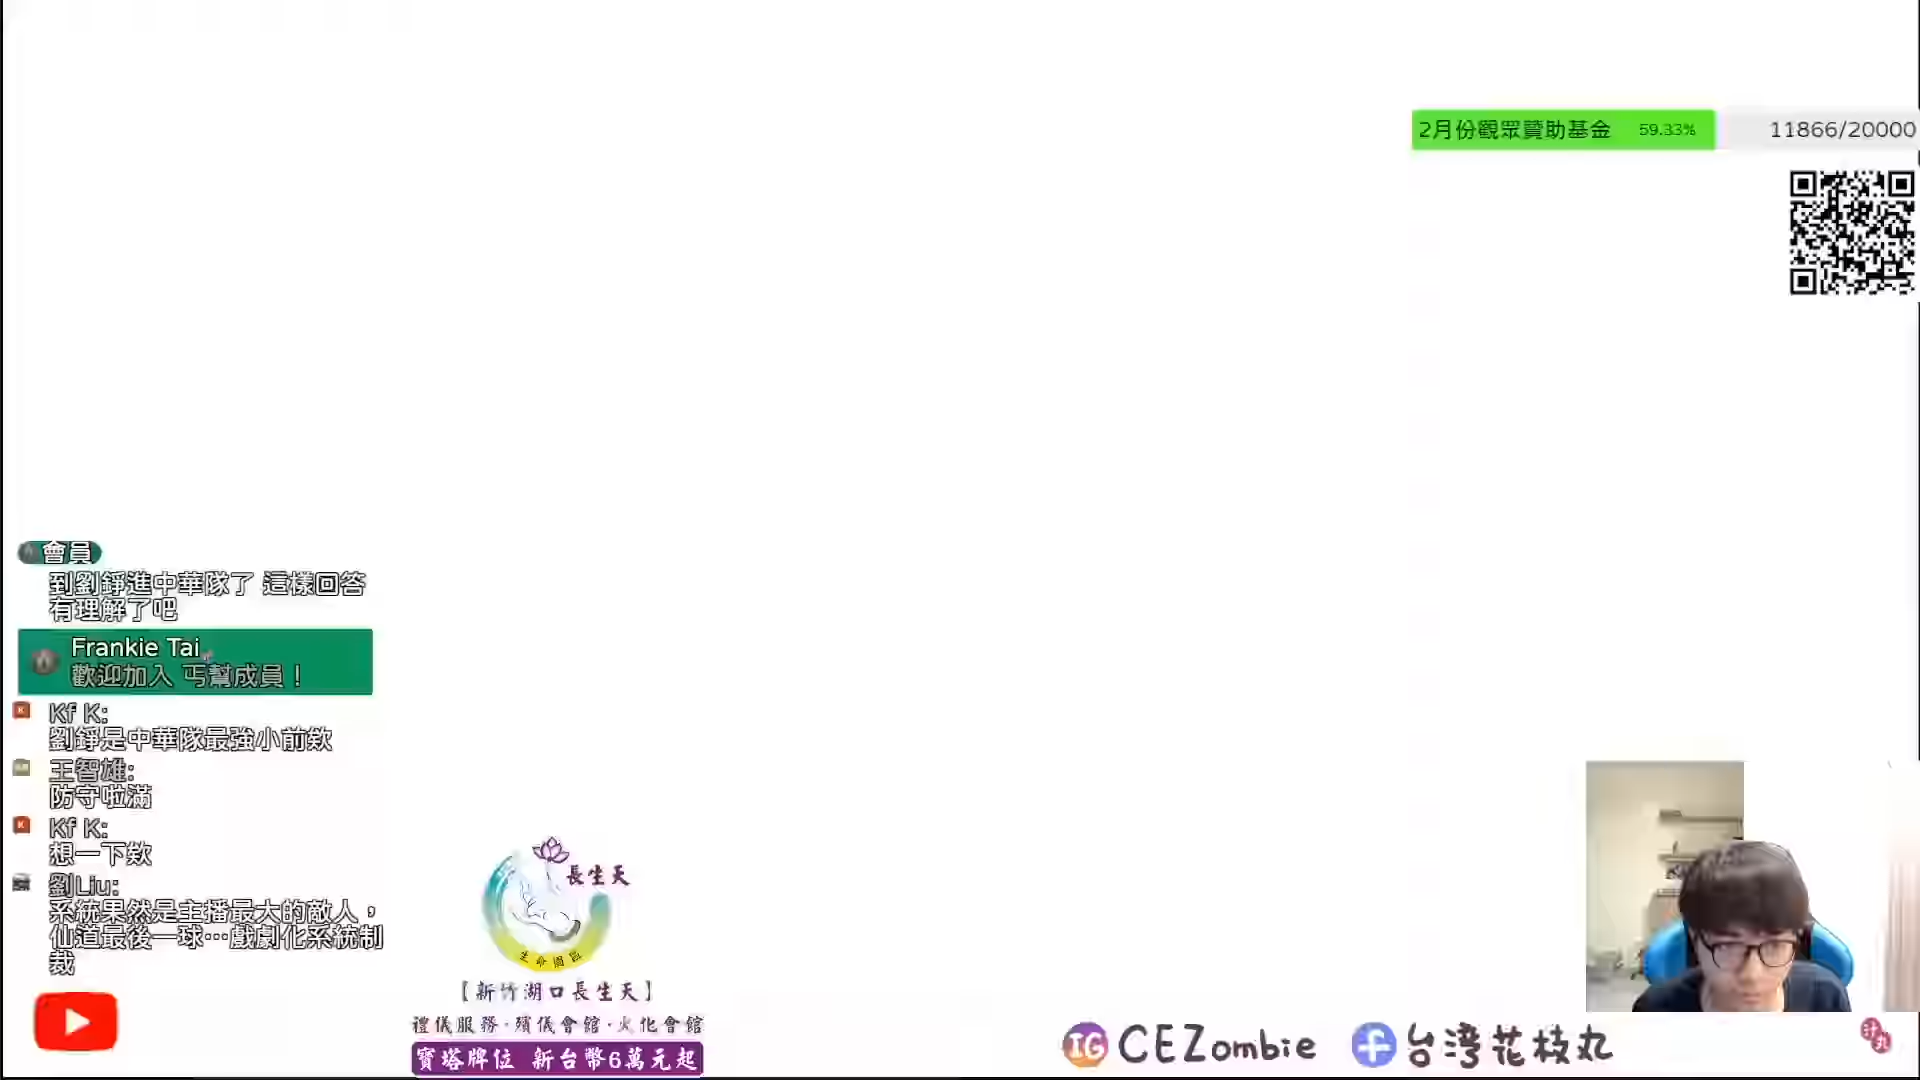 2月份觀眾贊助基金 59.33% 11866/20000
會員
到劉錚進中華隊了 這樣回答
有理解了吧
Frankie Tai
歡迎加入 丐幫成員！
Kf K:
劉錚是中華隊最強小前欸
王智雄:
防守啦滿
Kf K:
想一下欸
劉Liu:
系統果然是主播最大的敵人，
仙道最後一球…戲劇化系統制
裁
長生天
生命園區
【新竹湖口長生天】
禮儀服務·殯儀會館·火化會館
寶塔牌位 新台幣6萬元起
IG CEZombie
f 台灣花枝丸
汁丸